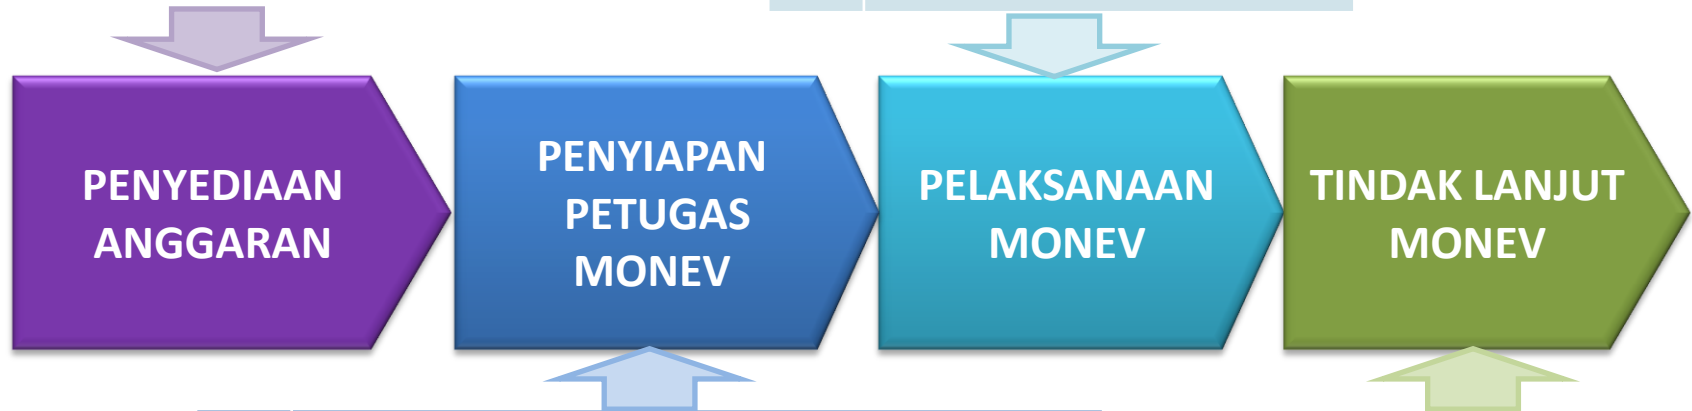 PENYEDIAAN
ANGGARAN
PENYIAPAN
PETUGAS
MONEV
PELAKSANAAN
MONEV
TINDAK LANJUT
MONEV